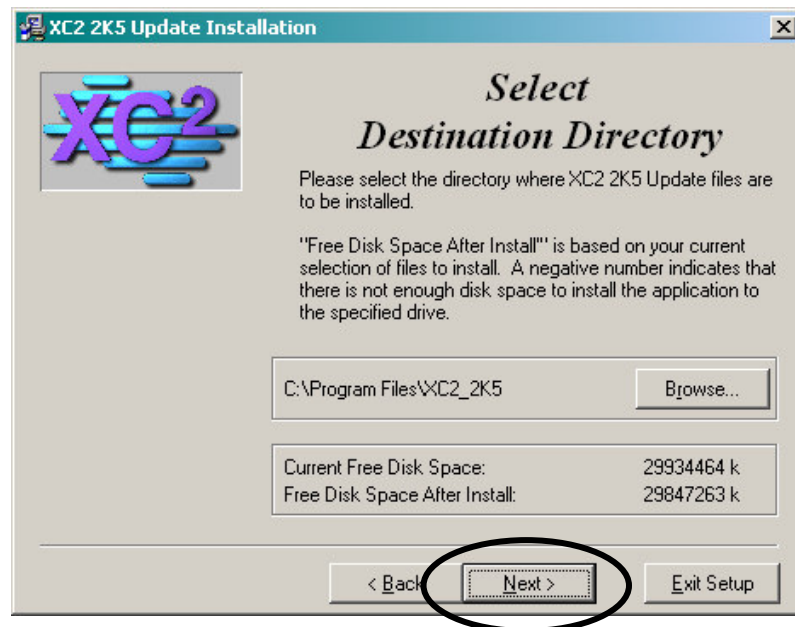 XC2 2K5 Update Installation
XC2
Select
Destination Directory
Please select the directory where XC2 2K5 Update files are
to be installed.
"Free Disk Space After Install"' is based on your current
selection of files to install. A negative number indicates that
there is not enough disk space to install the application to
the specified drive.
C:\Program Files\XC2_2K5
Browse...
Current Free Disk Space: 29934464 k
Free Disk Space After Install: 29847263 k
< Back
Next >
Exit Setup